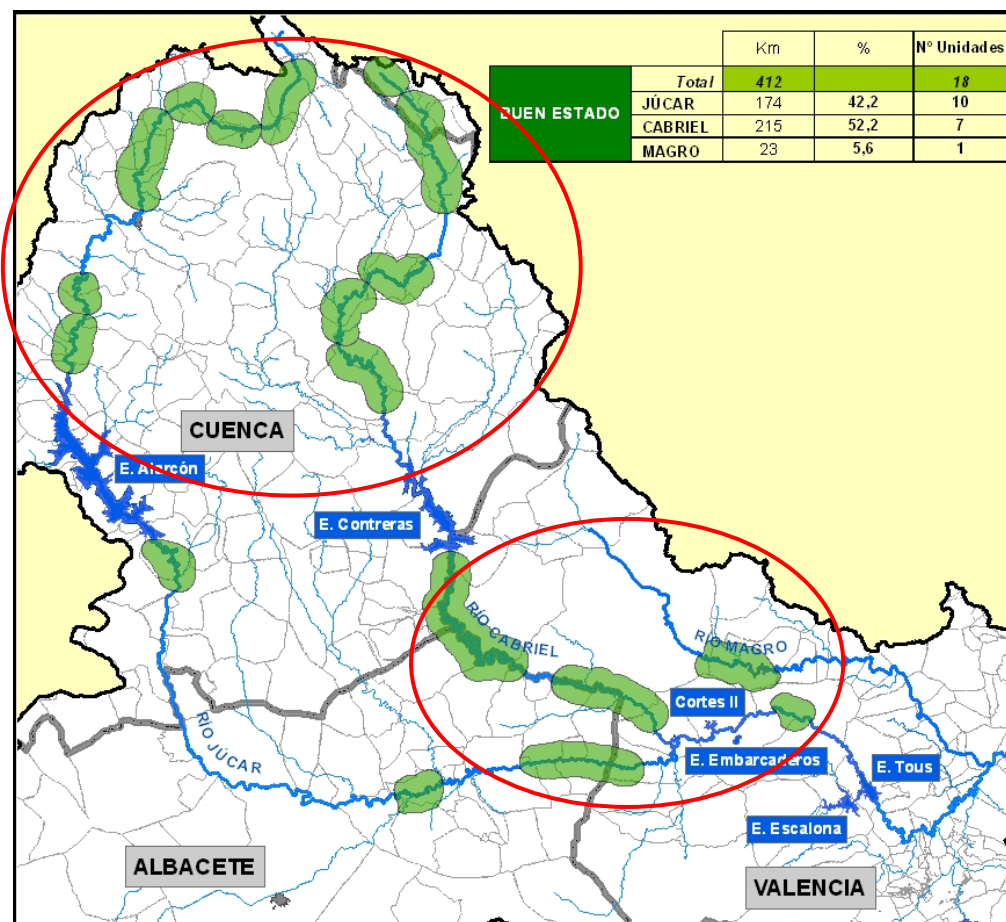 Km % Nº Unidades
BUEN ESTADO
Total 412 18
JÚCAR 174 42,2 10
CABRIEL 215 52,2 7
MAGRO 23 5,6 1
CUENCA
E. Alarcón
E. Contreras
RÍO CABRIEL
RÍO MAGRO
Cortes II
RÍO JÚCAR
E. Embarcaderos
E. Tous
E. Escalona
ALBACETE
VALENCIA